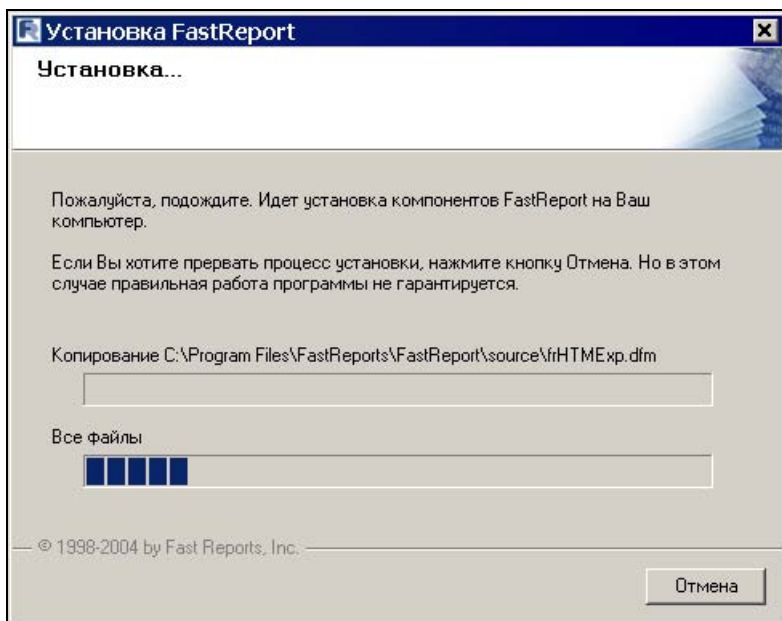 Установка FastReport
Установка...
Пожалуйста, подождите. Идет установка компонентов FastReport на Ваш
компьютер.
Если Вы хотите прервать процесс установки, нажмите кнопку Отмена. Но в этом
случае правильная работа программы не гарантируется.
Копирование C:\Program Files\FastReports\FastReport\source\frHTMExp.dfm
Все файлы
© 1998-2004 by Fast Reports, Inc.
Отмена